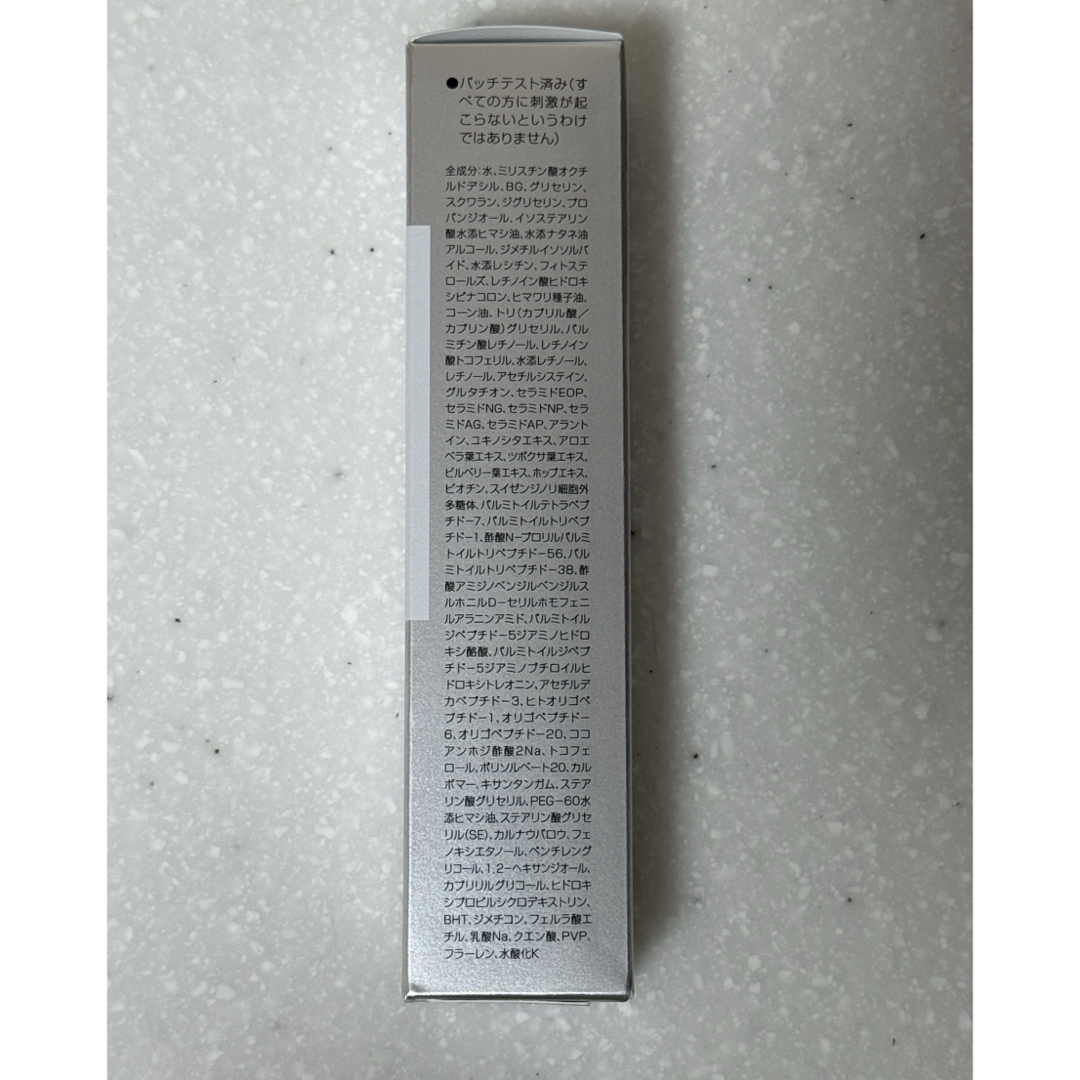 ●パッチテスト済み(す
べての方に刺激が起
こらないというわけ
ではありません)
全成分:水、ミリスチン酸オクチ
ルドデシル、BG、グリセリン、
スクワラン、ジグリセリン、プロ
パンジオール、イソステアリン
酸水添ヒマシ油、水添ナタネ油
アルコール、ジメチルイソソルバ
イド、水添レシチン、フィトステ
ロールズ、レチノイン酸ヒドロキ
シピナコロン、ヒマワリ種子油、
コーン油、トリ(カプリル酸/
カプリン酸)グリセリル、パル
ミチン酸レチノール、レチノイン
酸トコフェリル、水添レチノール、
レチノール、アセチルシステイン、
グルタチオン、セラミドEOP、
セラミドNG、セラミドNP、セラ
ミドAG、セラミドAP、アラント
イン、ユキノシタエキス、アロエ
ベラ葉エキス、ツボクサ葉エキス、
ビルベリー葉エキス、ホップエキス、
ビオチン、スイゼンジノリ細胞外
多糖体、パルミトイルテトラペプ
チド-7、パルミトイルトリペプ
チド-1、酢酸N-プロリルパルミ
トイルトリペプチド-56、パル
ミトイルトリペプチド-38、酢
酸アミジノベンジルベンジルス
ルホニルD-セリルホモフェニ
ルアラニンアミド、パルミトイル
ジペプチド-5ジアミノヒドロ
キシ酪酸、パルミトイルジペプ
チド-5ジアミノブチロイルヒ
ドロキシトレオニン、アセチルデ
カペプチド-3、ヒトオリゴペ
プチド-1、オリゴペプチド-
6、オリゴペプチド-20、ココ
アンホジ酢酸2Na、トコフェ
ロール、ポリソルベート20、カル
ボマー、キサンタンガム、ステア
リン酸グリセリル、PEG-60水
添ヒマシ油、ステアリン酸グリセ
リル(SE)、カルナウバロウ、フェ
ノキシエタノール、ペンチレング
リコール、1,2-ヘキサンジオール、
カプリリルグリコール、ヒドロキ
シプロピルシクロデキストリン、
BHT、ジメチコン、フェルラ酸エ
チル、乳酸Na、クエン酸、PVP、
フラーレン、水酸化K